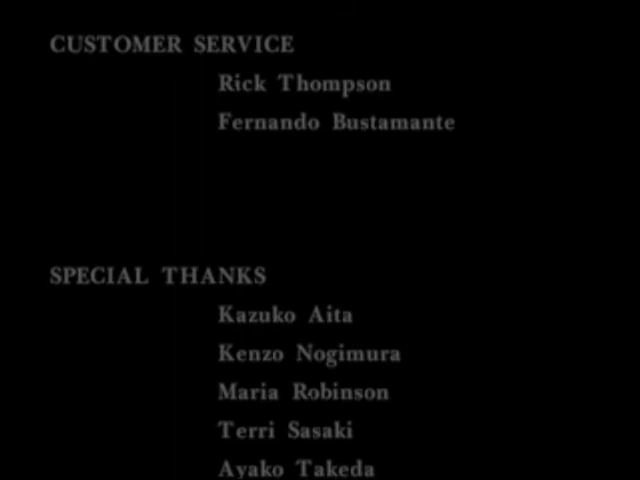 CUSTOMER SERVICE
Rick Thompson
Fernando Bustamante
SPECIAL THANKS
Kazuko Aita
Kenzo Nogimura
Maria Robinson
Terri Sasaki
Ayako Takeda